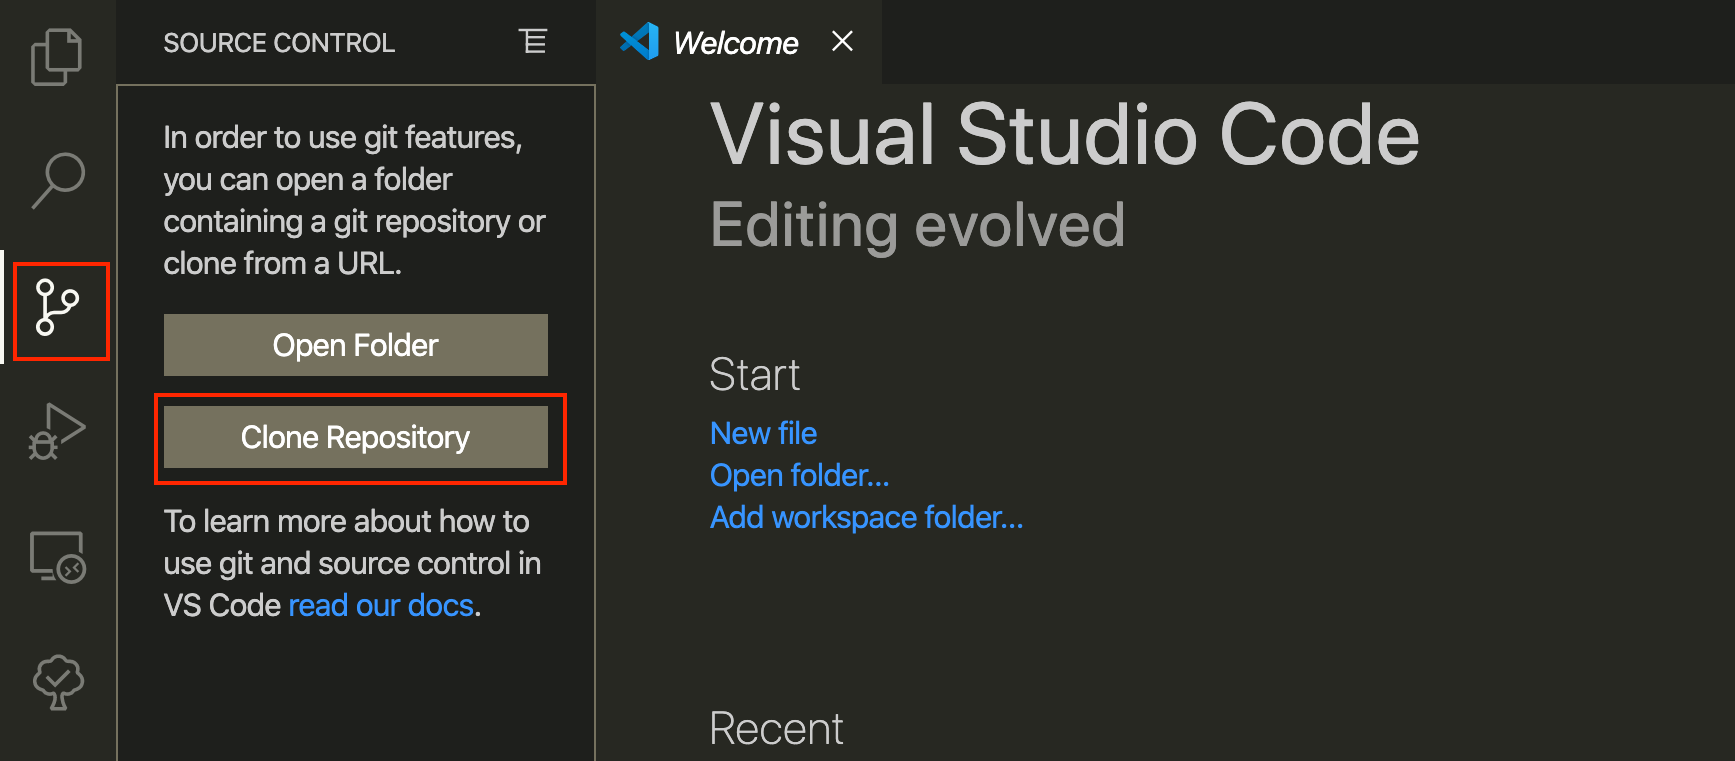 SOURCE CONTROL
In order to use git features,
you can open a folder
containing a git repository or
clone from a URL.
Open Folder
Clone Repository
To learn more about how to
use git and source control in
VS Code read our docs.
Welcome
Visual Studio Code
Editing evolved
Start
New file
Open folder...
Add workspace folder...
Recent